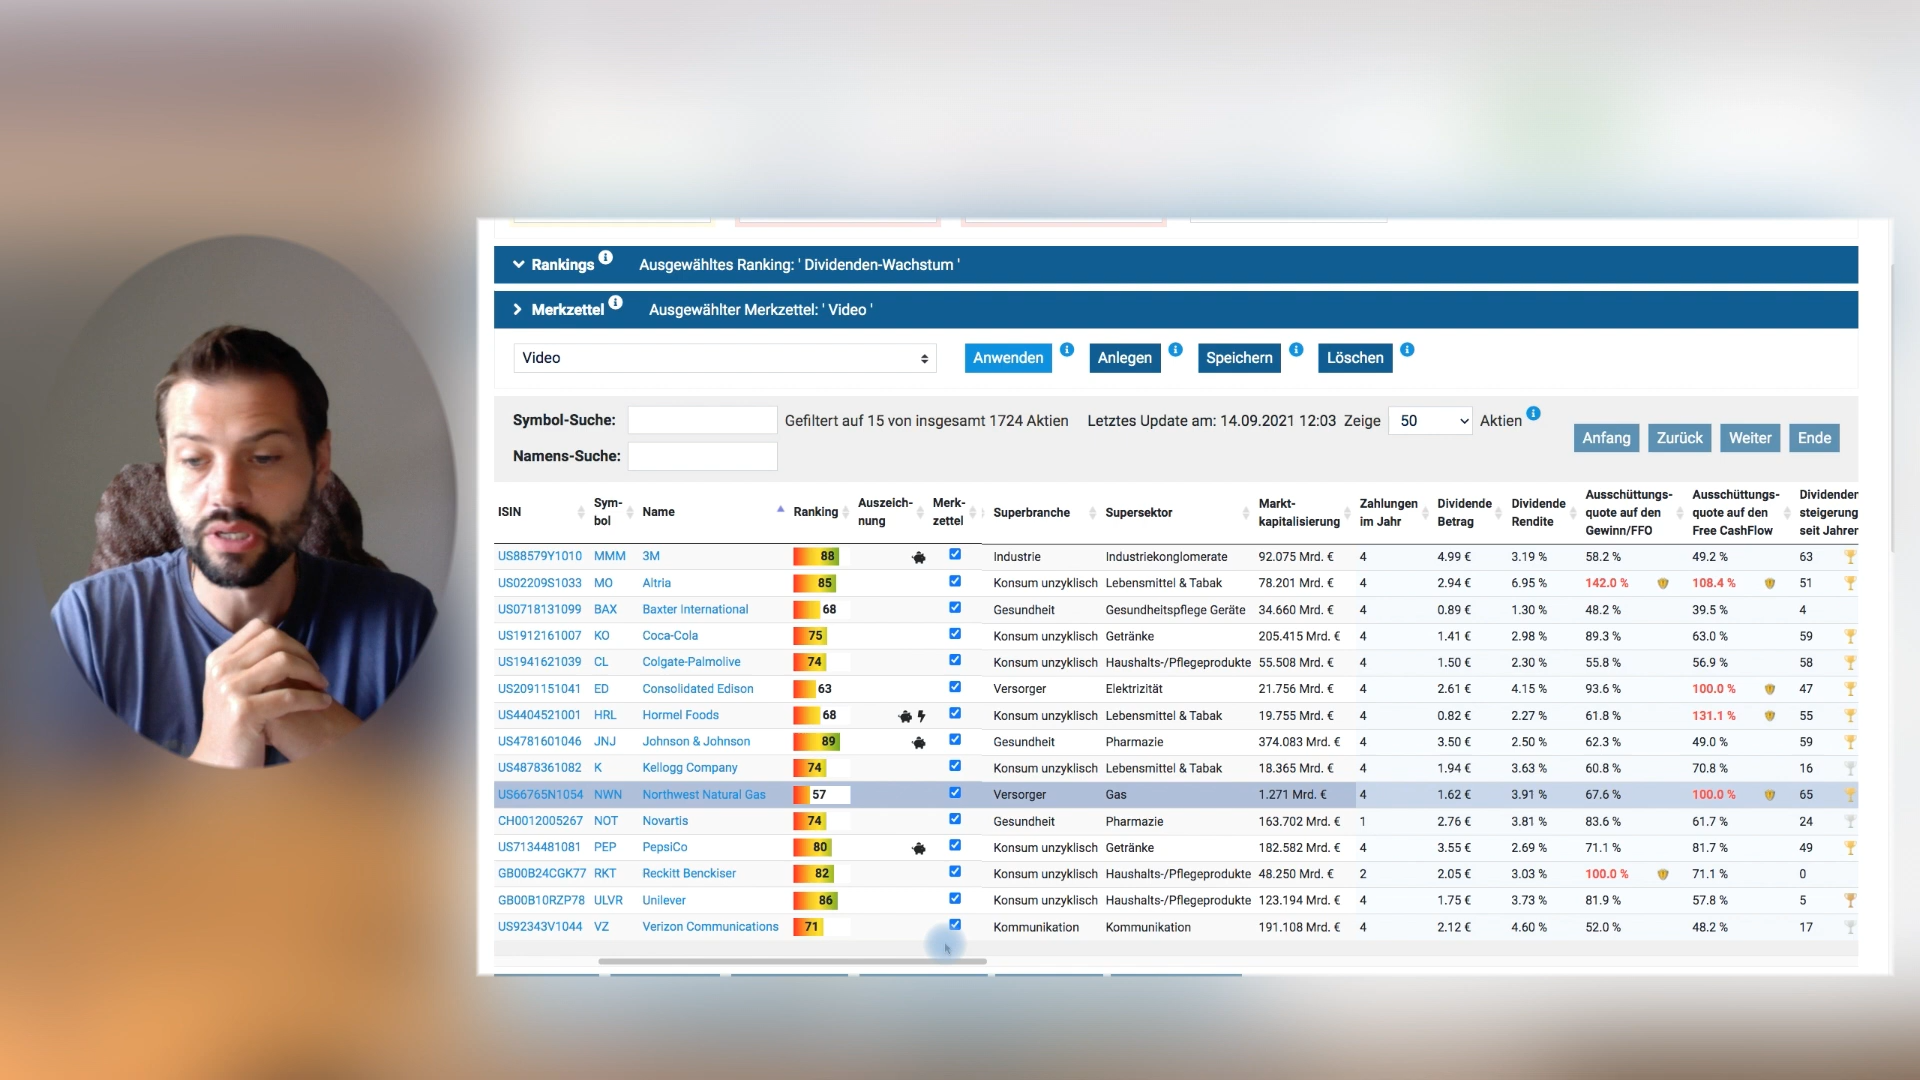 Rankings Ausgewähltes Ranking: ' Dividenden-Wachstum '
Merkzettel Ausgewählter Merkzettel: ' Video '
Video Anwenden Anlegen Speichern Löschen
Symbol-Suche: Gefiltert auf 15 von insgesamt 1724 Aktien Letztes Update am: 14.09.2021 12:03 Zeige 50 Aktien
Anfang Zurück Weiter Ende
Namens-Suche:
ISIN Sym-bol Name Ranking Auszeich-nung Merk-zettel Superbranche Supersektor Markt-kapitalisierung Zahlungen im Jahr Dividende Betrag Dividende Rendite Ausschüttungs-quote auf den Gewinn/FFO Ausschüttungs-quote auf den Free CashFlow Dividenden steigerung seit Jahren
US88579Y1010 MMM 3M 88 Industrie Industriekonglomerate 92.075 Mrd. € 4 4.99 € 3.19 % 58.2 % 49.2 % 63
US02209S1033 MO Altria 85 Konsum unzyklisch Lebensmittel & Tabak 78.201 Mrd. € 4 2.94 € 6.95 % 142.0 % 108.4 % 51
US0718131099 BAX Baxter International 68 Gesundheit Gesundheitspflege Geräte 34.660 Mrd. € 4 0.89 € 1.30 % 48.2 % 39.5 % 4
US1912161007 KO Coca-Cola 75 Konsum unzyklisch Getränke 205.415 Mrd. € 4 1.41 € 2.98 % 89.3 % 63.0 % 59
US1941621039 CL Colgate-Palmolive 74 Konsum unzyklisch Haushalts-/Pflegeprodukte 55.508 Mrd. € 4 1.50 € 2.30 % 55.8 % 56.9 % 58
US2091151041 ED Consolidated Edison 63 Versorger Elektrizität 21.756 Mrd. € 4 2.61 € 4.15 % 93.6 % 100.0 % 47
US4404521001 HRL Hormel Foods 68 Konsum unzyklisch Lebensmittel & Tabak 19.755 Mrd. € 4 0.82 € 2.27 % 61.8 % 131.1 % 55
US4781601046 JNJ Johnson & Johnson 89 Gesundheit Pharmazie 374.083 Mrd. € 4 3.50 € 2.50 % 62.3 % 49.0 % 59
US4878361082 K Kellogg Company 74 Konsum unzyklisch Lebensmittel & Tabak 18.365 Mrd. € 4 1.94 € 3.63 % 60.8 % 70.8 % 16
US66765N1054 NWN Northwest Natural Gas 57 Versorger Gas 1.271 Mrd. € 4 1.62 € 3.91 % 67.6 % 100.0 % 65
CH0012005267 NOT Novartis 74 Gesundheit Pharmazie 163.702 Mrd. € 1 2.76 € 3.81 % 83.6 % 61.7 % 24
US7134481081 PEP PepsiCo 80 Konsum unzyklisch Getränke 182.582 Mrd. € 4 3.55 € 2.69 % 71.1 % 81.7 % 49
GB00B24CGK77 RKT Reckitt Benckiser 82 Konsum unzyklisch Haushalts-/Pflegeprodukte 48.250 Mrd. € 2 2.05 € 3.03 % 100.0 % 71.1 % 0
GB00B10RZP78 ULVR Unilever 86 Konsum unzyklisch Haushalts-/Pflegeprodukte 123.194 Mrd. € 4 1.75 € 3.73 % 81.9 % 57.8 % 5
US92343V1044 VZ Verizon Communications 71 Kommunikation Kommunikation 191.108 Mrd. € 4 2.12 € 4.60 % 52.0 % 48.2 % 17